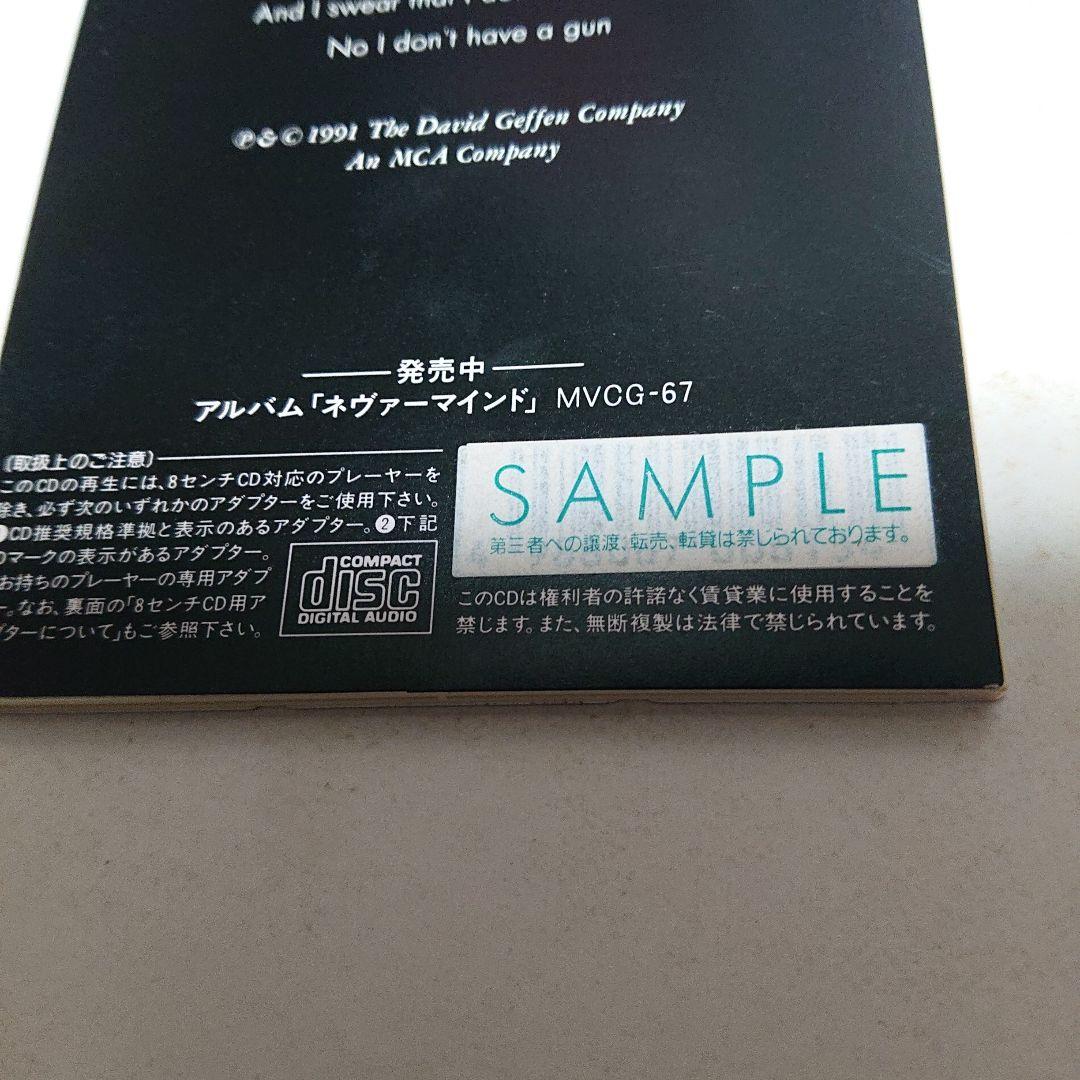 And I swear that I
No I don't have a gun
Ⓟ&© 1991 The David Geffen Company
An MCA Company
発売中
アルバム「ネヴァーマインド」 MVCG-67
〔取扱上のご注意〕
このCDの再生には、8センチCD対応のプレーヤーを
除き、必ず次のいずれかのアダプターをご使用下さい。
CD推奨規格準拠と表示のあるアダプター。❷下記
のマークの表示があるアダプター。
お持ちのプレーヤーの専用アダプ
ー。なお、裏面の「8センチCD用ア
プターについて」もご参照下さい。
COMPACT
disc
DIGITAL AUDIO
SAMPLE
第三者への譲渡、転売、転貸は禁じられております。
このCDは権利者の許諾なく賃貸業に使用することを
禁じます。また、無断複製は法律で禁じられています。